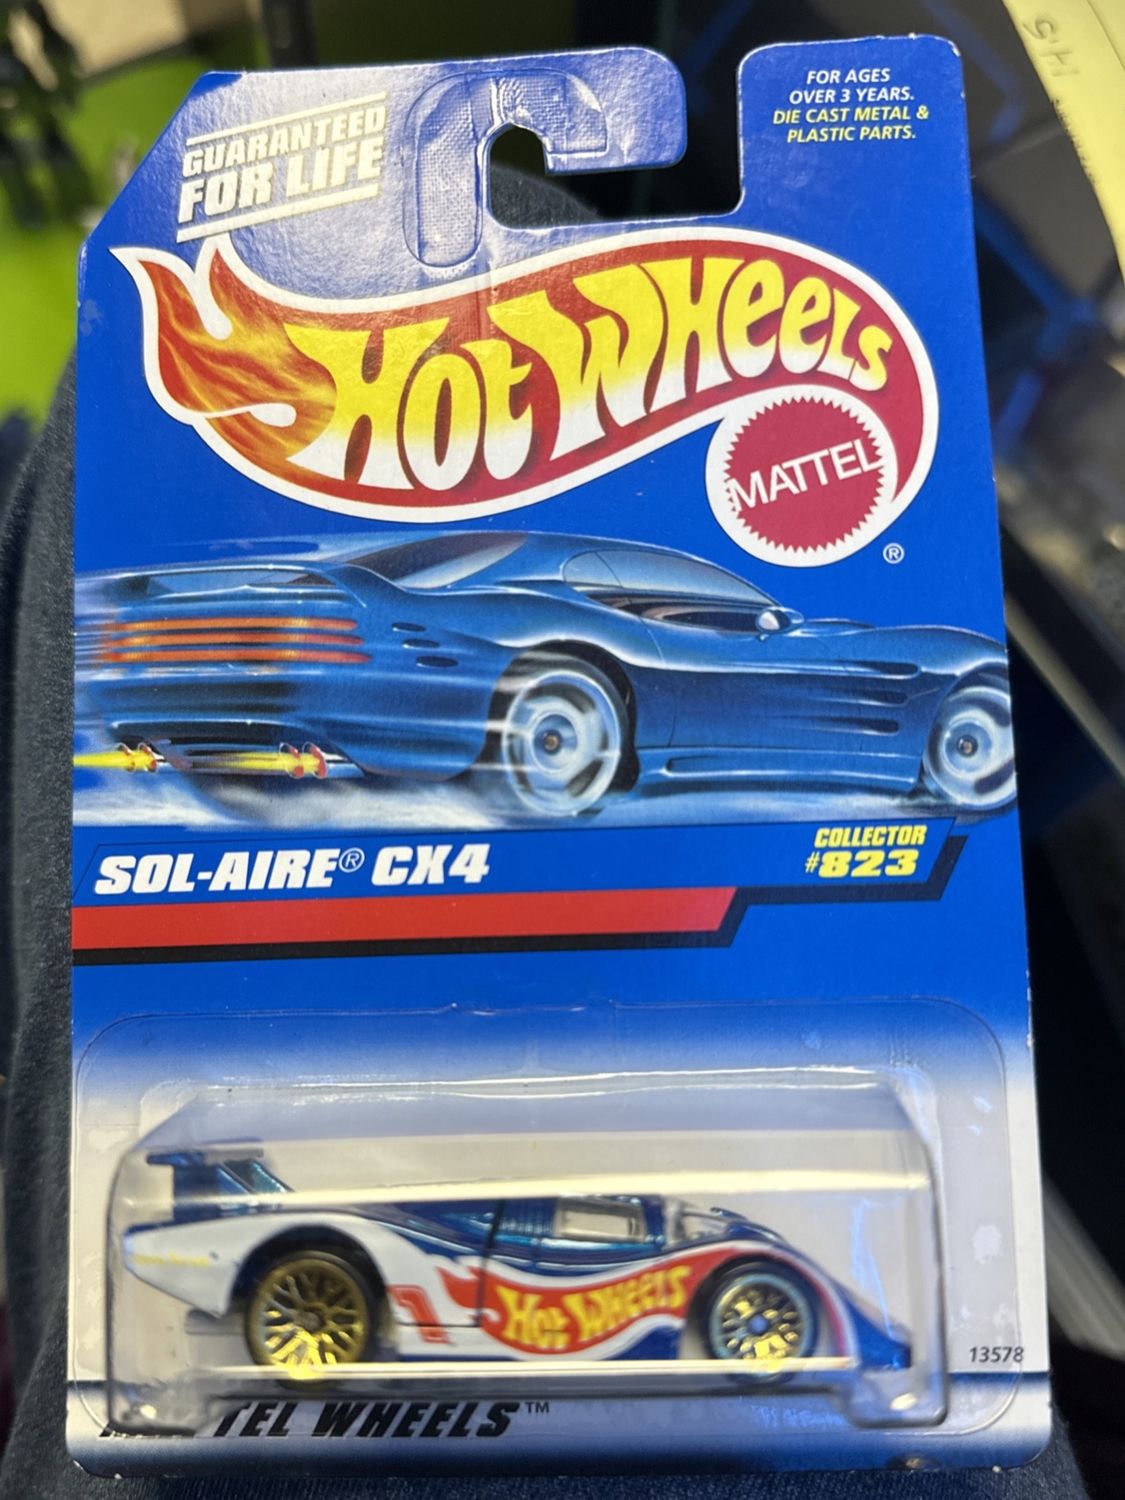 GUARANTEED
FOR LIFE
FOR AGES
OVER 3 YEARS.
DIE CAST METAL &
PLASTIC PARTS.
HOT WHEELS
MATTEL
®
SOL-AIRE® CX4
COLLECTOR
#823
1
HOT WHEELS
13578
TEL WHEELS™